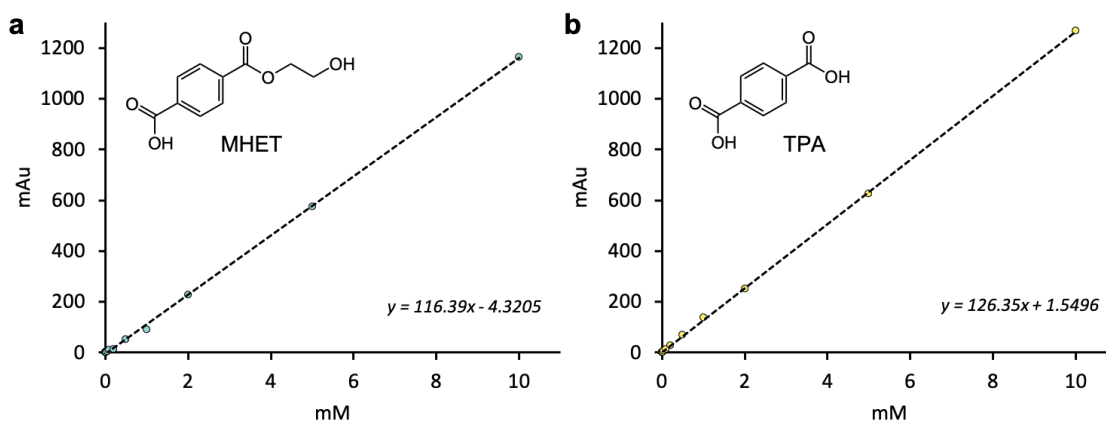 a
1200
1000
800
600
400
200
0
mAu
O
O
OH
O
OH
MHET
y = 116.39x - 4.3205
0 2 4 6 8 10
mM
b
1200
1000
800
600
400
200
0
mAu
O
OH
O
OH
TPA
y = 126.35x + 1.5496
0 2 4 6 8 10
mM